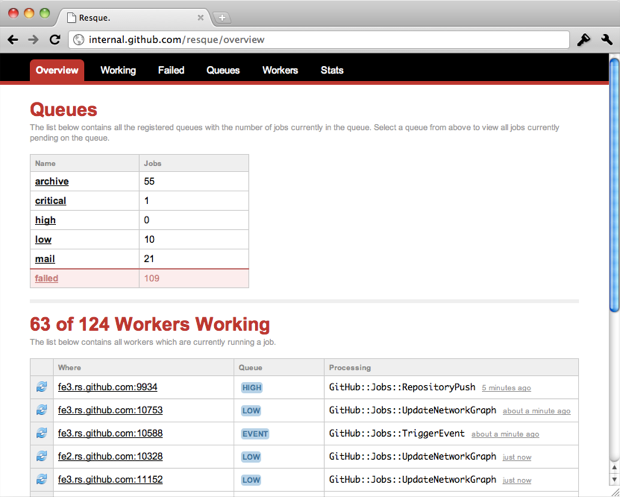 Resque.
internal.github.com/resque/overview
Overview Working Failed Queues Workers Stats
Queues
The list below contains all the registered queues with the number of jobs currently in the queue. Select a queue from above to view all jobs currently
pending on the queue.
Name Jobs
archive 55
critical 1
high 0
low 10
mail 21
failed 109
63 of 124 Workers Working
The list below contains all workers which are currently running a job.
Where Queue Processing
fe3.rs.github.com:9934 HIGH GitHub::Jobs::RepositoryPush 5 minutes ago
fe3.rs.github.com:10753 LOW GitHub::Jobs::UpdateNetworkGraph about a minute ago
fe3.rs.github.com:10588 EVENT GitHub::Jobs::TriggerEvent about a minute ago
fe2.rs.github.com:10328 LOW GitHub::Jobs::UpdateNetworkGraph just now
fe3.rs.github.com:11152 LOW GitHub::Jobs::UpdateNetworkGraph just now